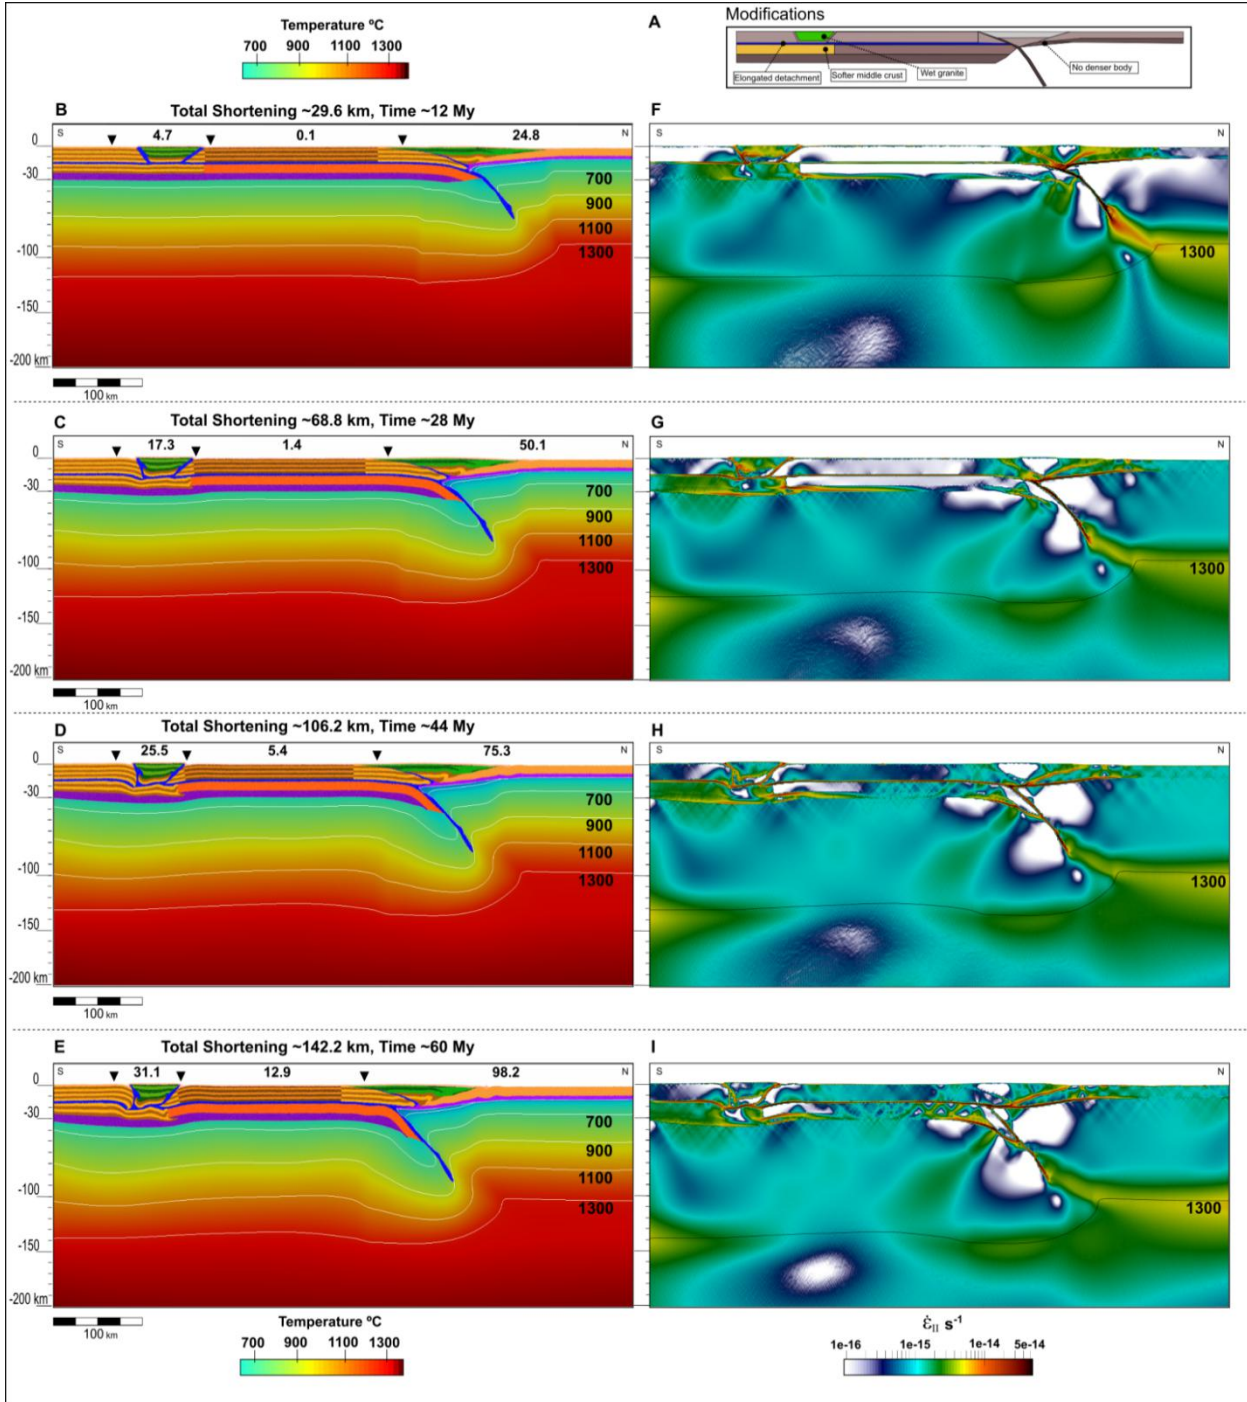 Temperature ºC
700 900 1100 1300
A
Modifications
Elongated detachment
Softer middle crust
Wet granite
No denser body
B
Total Shortening ~29.6 km, Time ~12 My
S 4.7 0.1 24.8 N
0
-30
-100
-150
-200 km
700
900
1100
1300
100 km
F
S N
1300
C
Total Shortening ~68.8 km, Time ~28 My
S 17.3 1.4 50.1 N
0
-30
-100
-150
-200 km
700
900
1100
1300
100 km
G
S N
1300
D
Total Shortening ~106.2 km, Time ~44 My
S 25.5 5.4 75.3 N
0
-30
-100
-150
-200 km
700
900
1100
1300
100 km
H
S N
1300
E
Total Shortening ~142.2 km, Time ~60 My
S 31.1 12.9 98.2 N
0
-30
-100
-150
-200 km
700
900
1100
1300
100 km
I
S N
1300
Temperature ºC
700 900 1100 1300
ε̇II s-1
1e-16 1e-15 1e-14 5e-14